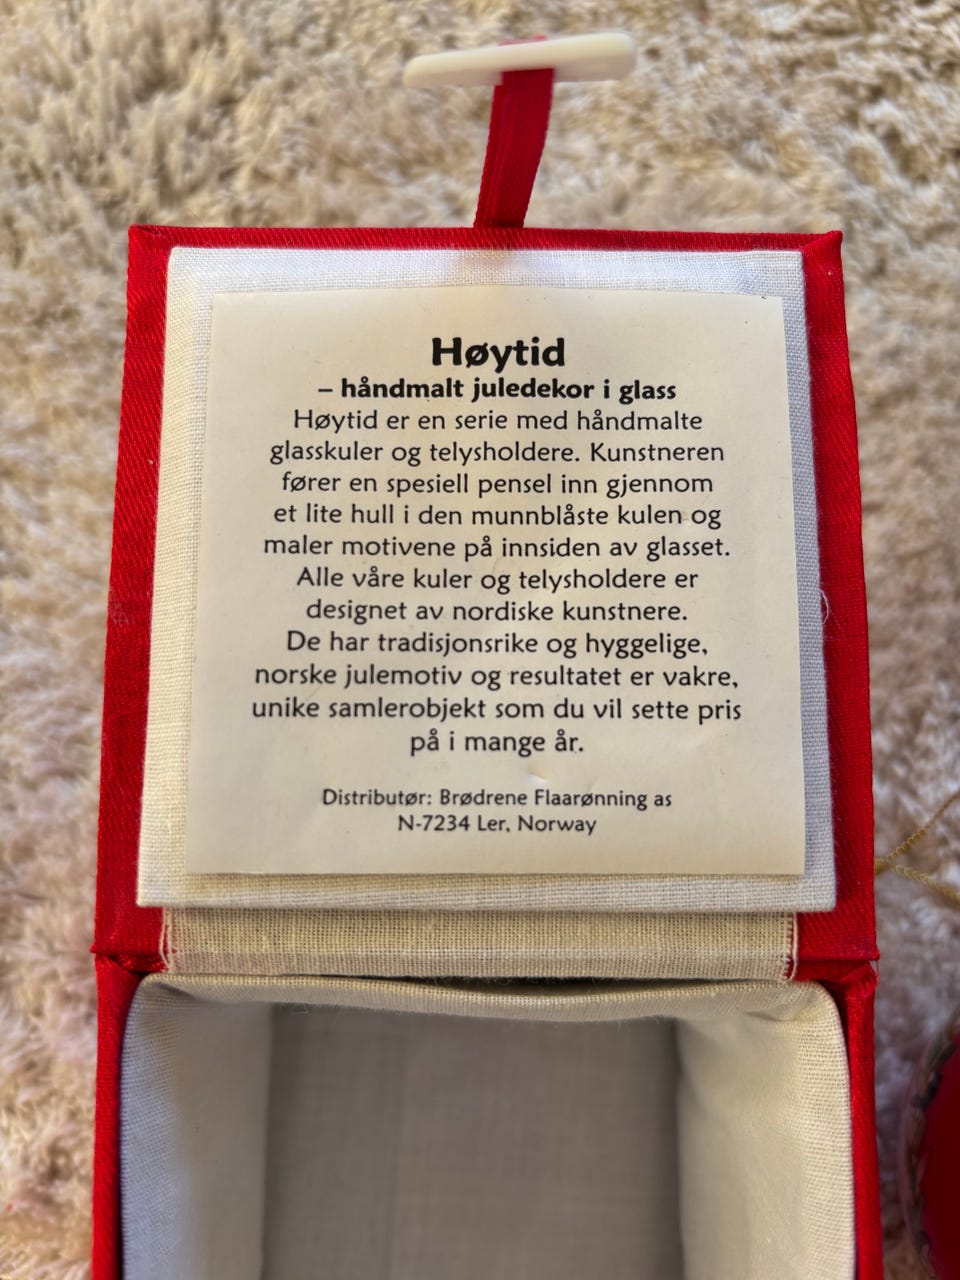 Høytid
– håndmalt juledekor i glass
Høytid er en serie med håndmalte
glasskuler og telysholdere. Kunstneren
fører en spesiell pensel inn gjennom
et lite hull i den munnblåste kulen og
maler motivene på innsiden av glasset.
Alle våre kuler og telysholdere er
designet av nordiske kunstnere.
De har tradisjonsrike og hyggelige,
norske julemotiv og resultatet er vakre,
unike samlerobjekt som du vil sette pris
på i mange år.
Distributør: Brødrene Flaarønning as
N-7234 Ler, Norway